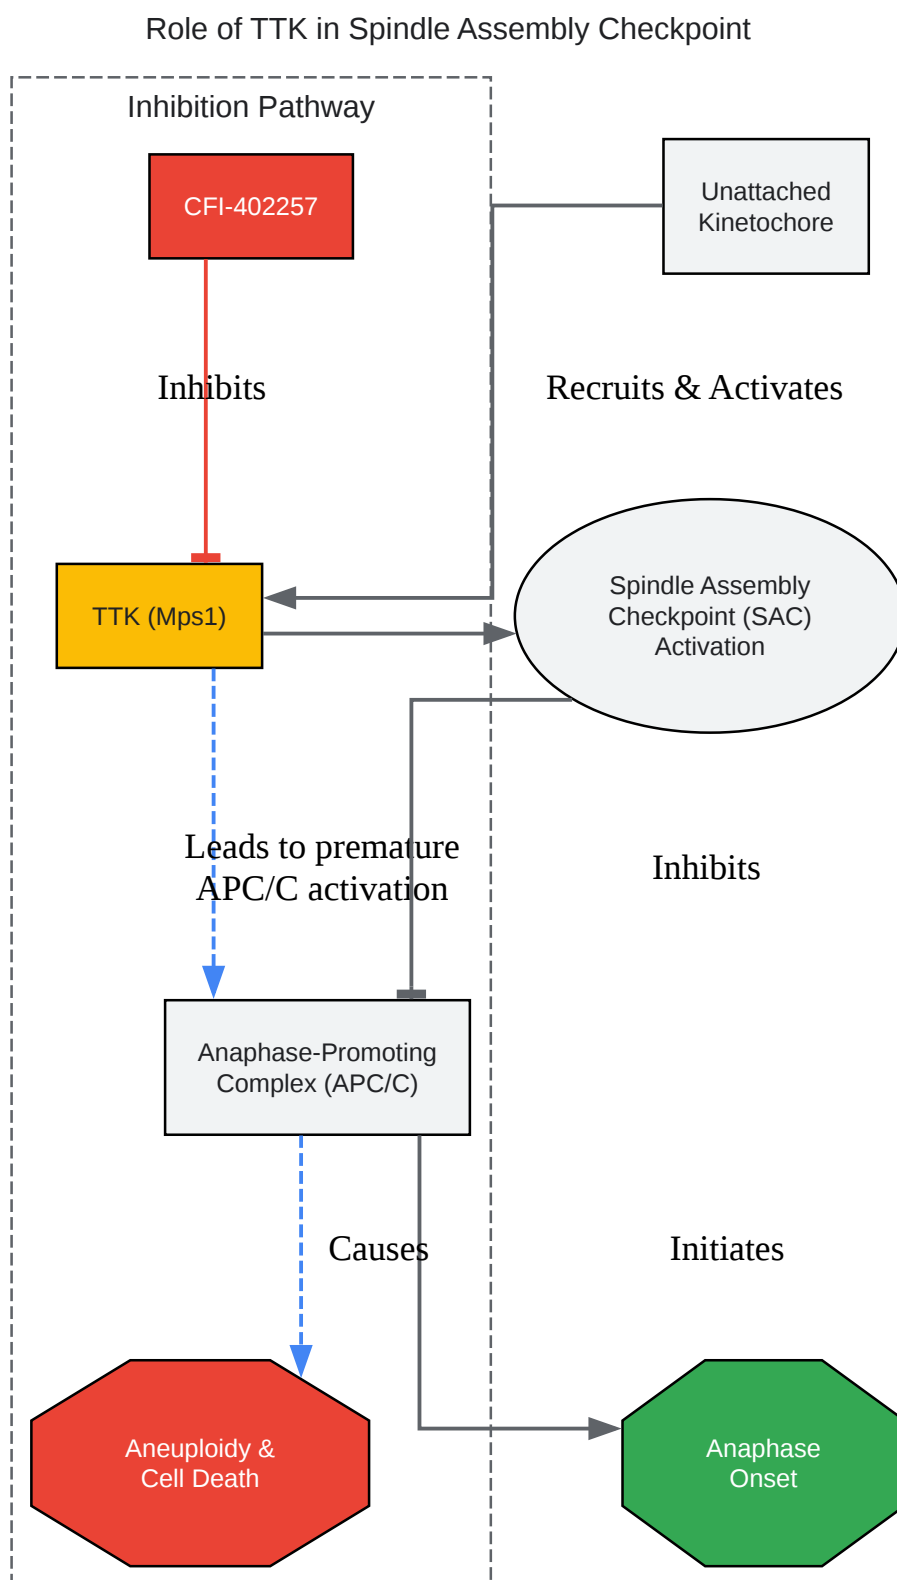 Role of TTK in Spindle Assembly Checkpoint
Inhibition Pathway
CFI-402257
Unattached
Kinetochore
Inhibits
Recruits & Activates
TTK (Mps1)
Spindle Assembly
Checkpoint (SAC)
Activation
Leads to premature
APC/C activation
Inhibits
Anaphase-Promoting
Complex (APC/C)
Causes
Initiates
Aneuploidy &
Cell Death
Anaphase
Onset